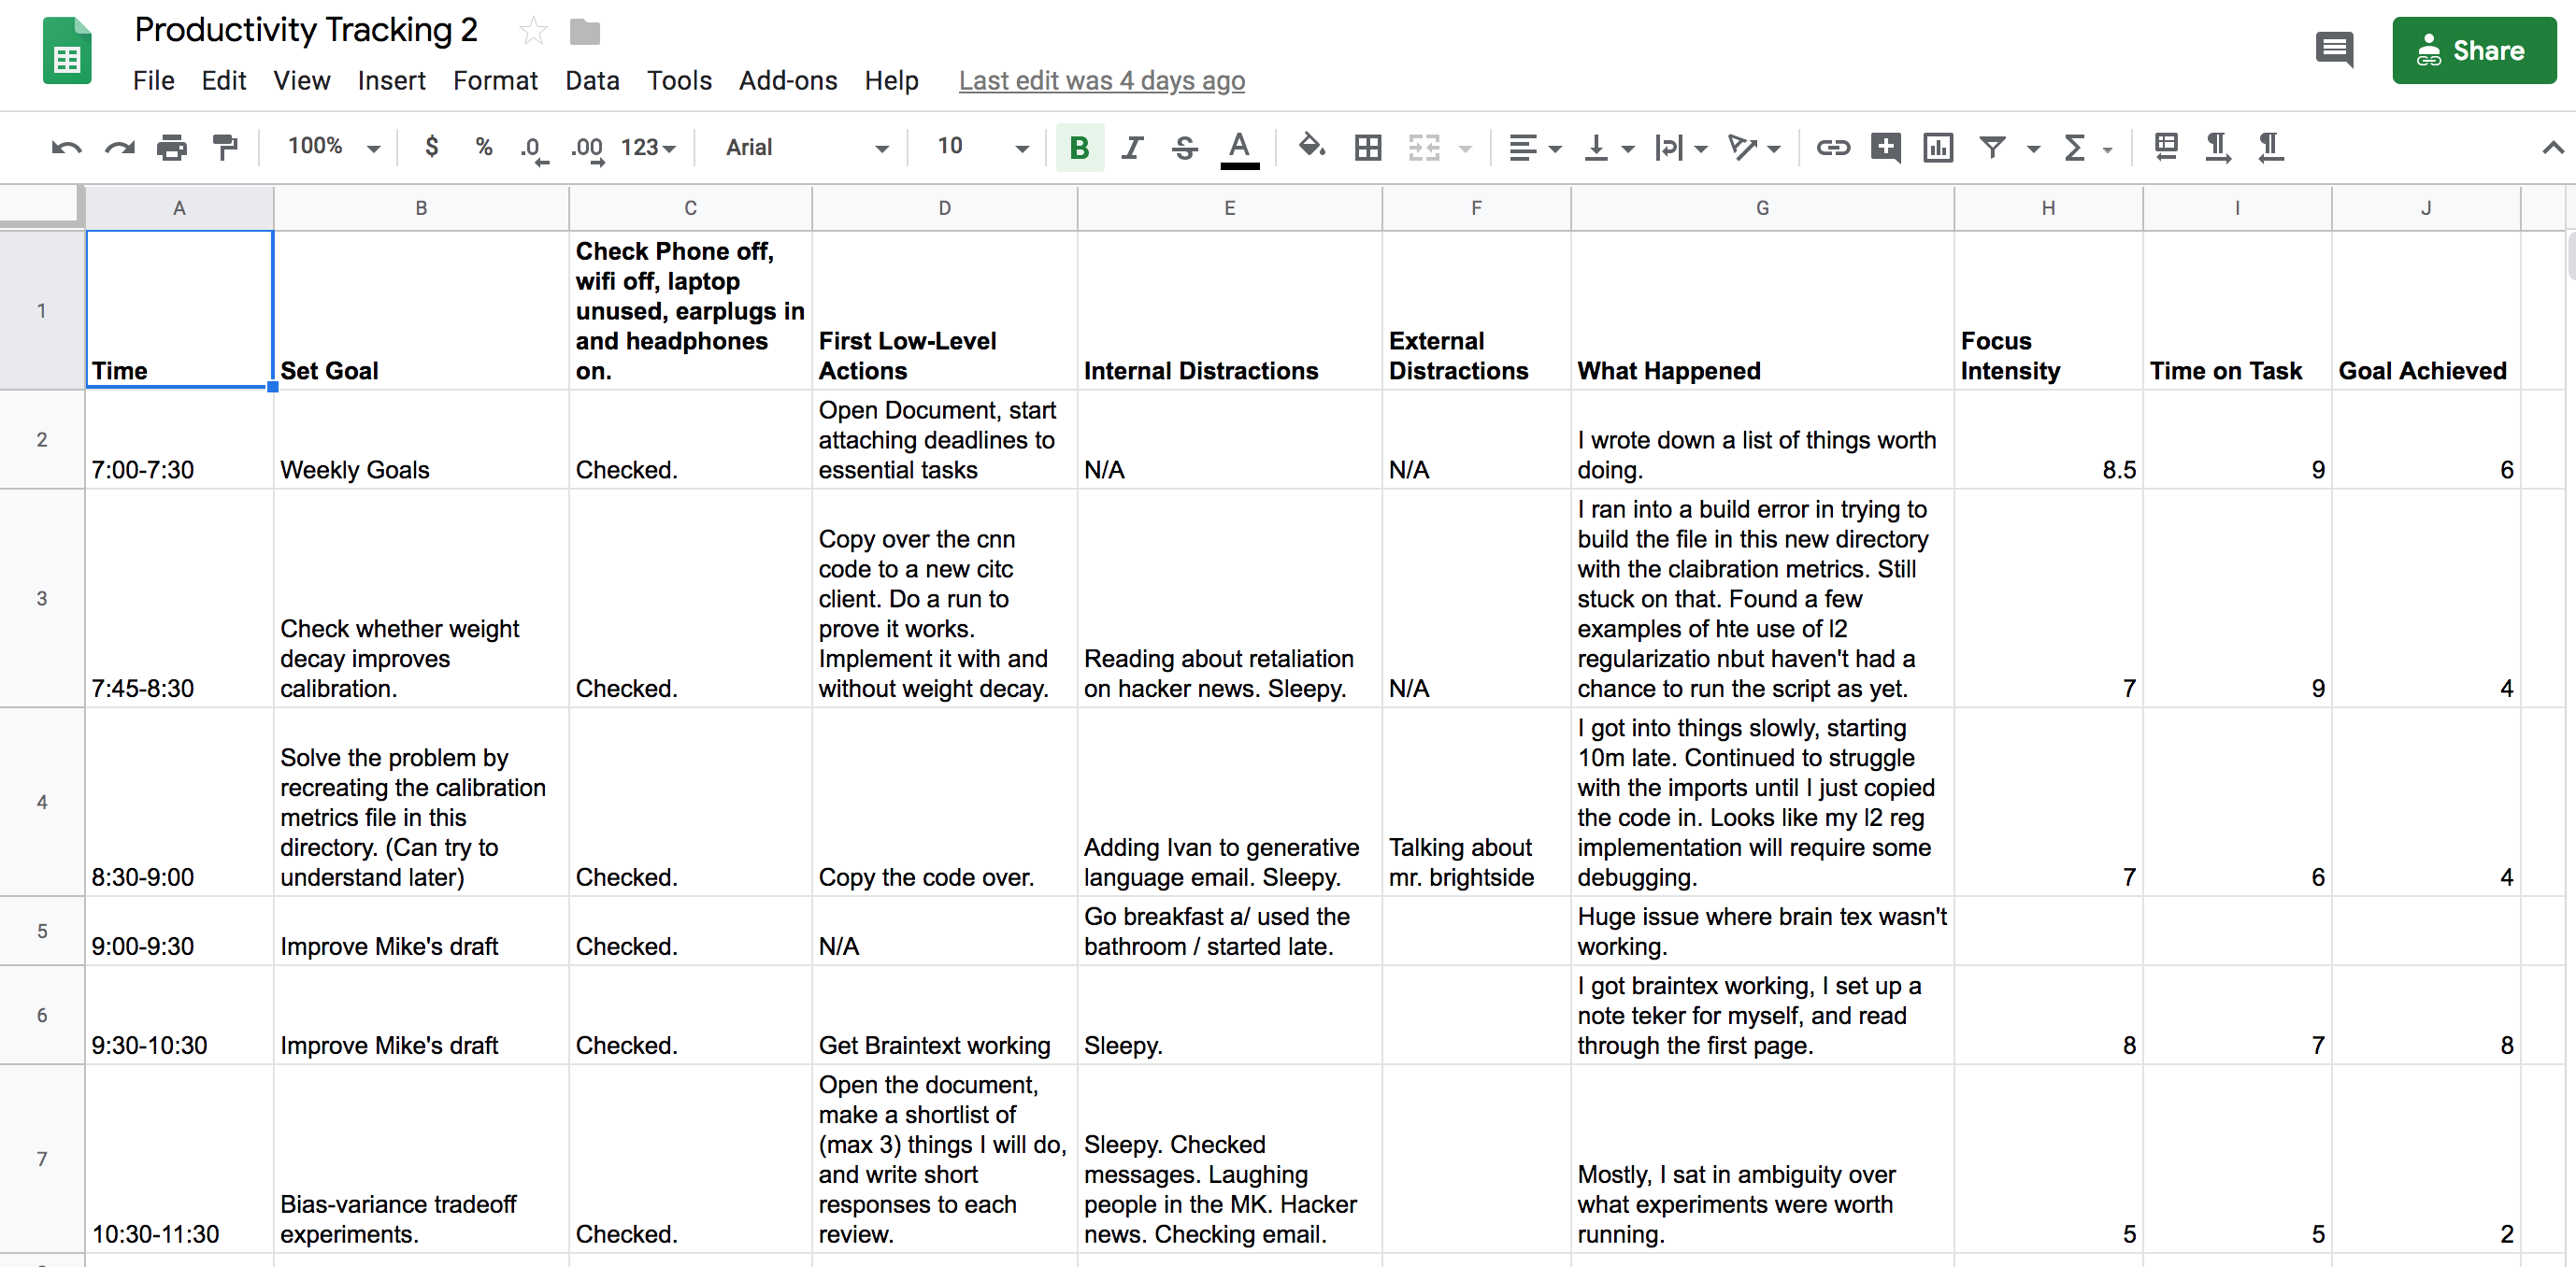 Productivity Tracking 2
File Edit View Insert Format Data Tools Add-ons Help Last edit was 4 days ago
Share
100% $ % .0 .00 123 Arial 10 B I S A
A B C D E F G H I J
1
Time
Set Goal
Check Phone off,
wifi off, laptop
unused, earplugs in
and headphones
on.
First Low-Level
Actions
Internal Distractions
External
Distractions
What Happened
Focus
Intensity
Time on Task
Goal Achieved
2
7:00-7:30
Weekly Goals
Checked.
Open Document, start
attaching deadlines to
essential tasks
N/A
N/A
I wrote down a list of things worth
doing.
8.5
9
6
3
7:45-8:30
Check whether weight
decay improves
calibration.
Checked.
Copy over the cnn
code to a new citc
client. Do a run to
prove it works.
Implement it with and
without weight decay.
Reading about retaliation
on hacker news. Sleepy.
N/A
I ran into a build error in trying to
build the file in this new directory
with the claibration metrics. Still
stuck on that. Found a few
examples of hte use of l2
regularizatio nbut haven't had a
chance to run the script as yet.
7
9
4
4
8:30-9:00
Solve the problem by
recreating the calibration
metrics file in this
directory. (Can try to
understand later)
Checked.
Copy the code over.
Adding Ivan to generative
language email. Sleepy.
Talking about
mr. brightside
I got into things slowly, starting
10m late. Continued to struggle
with the imports until I just copied
the code in. Looks like my l2 reg
implementation will require some
debugging.
7
6
4
5
9:00-9:30
Improve Mike's draft
Checked.
N/A
Go breakfast a/ used the
bathroom / started late.
Huge issue where brain tex wasn't
working.
6
9:30-10:30
Improve Mike's draft
Checked.
Get Braintext working
Sleepy.
I got braintex working, I set up a
note teker for myself, and read
through the first page.
8
7
8
7
10:30-11:30
Bias-variance tradeoff
experiments.
Checked.
Open the document,
make a shortlist of
(max 3) things I will do,
and write short
responses to each
review.
Sleepy. Checked
messages. Laughing
people in the MK. Hacker
news. Checking email.
Mostly, I sat in ambiguity over
what experiments were worth
running.
5
5
2